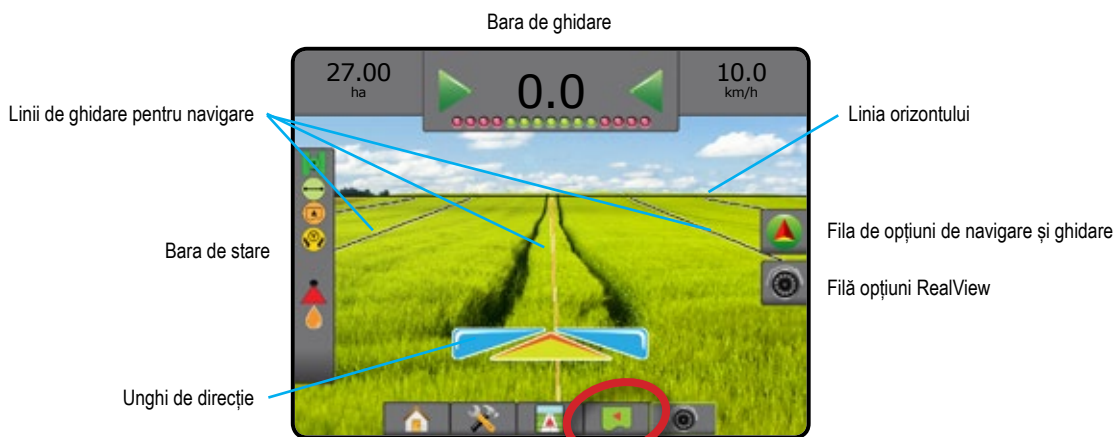 Bara de ghidare
27.00
ha
0.0
10.0
km/h
Linii de ghidare pentru navigare
Linia orizontului
Bara de stare
Fila de opțiuni de navigare și ghidare
Filă opțiuni RealView
Unghi de direcție